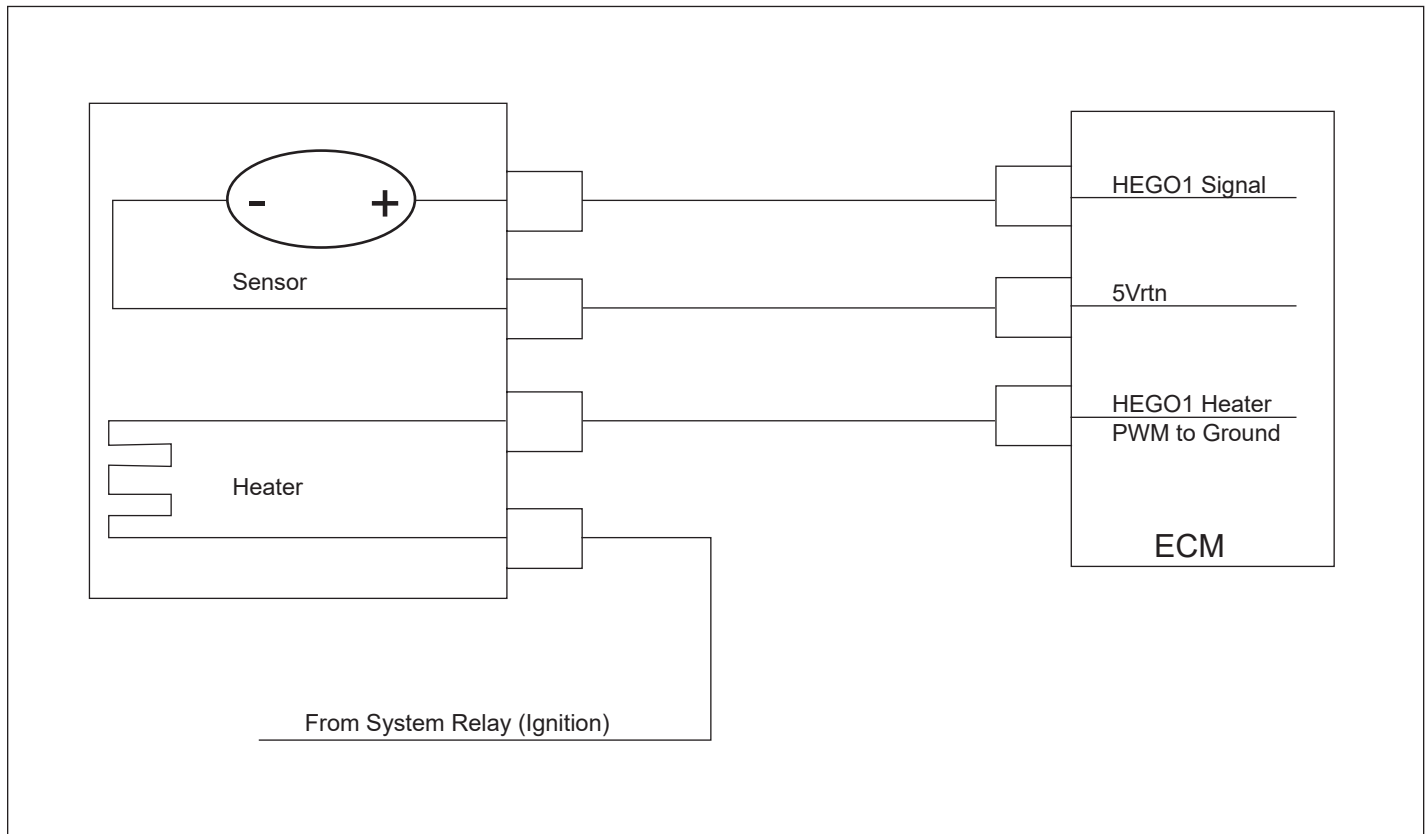 - +
Sensor
Heater
From System Relay (Ignition)
HEGO1 Signal
5Vrtn
HEGO1 Heater
PWM to Ground
ECM